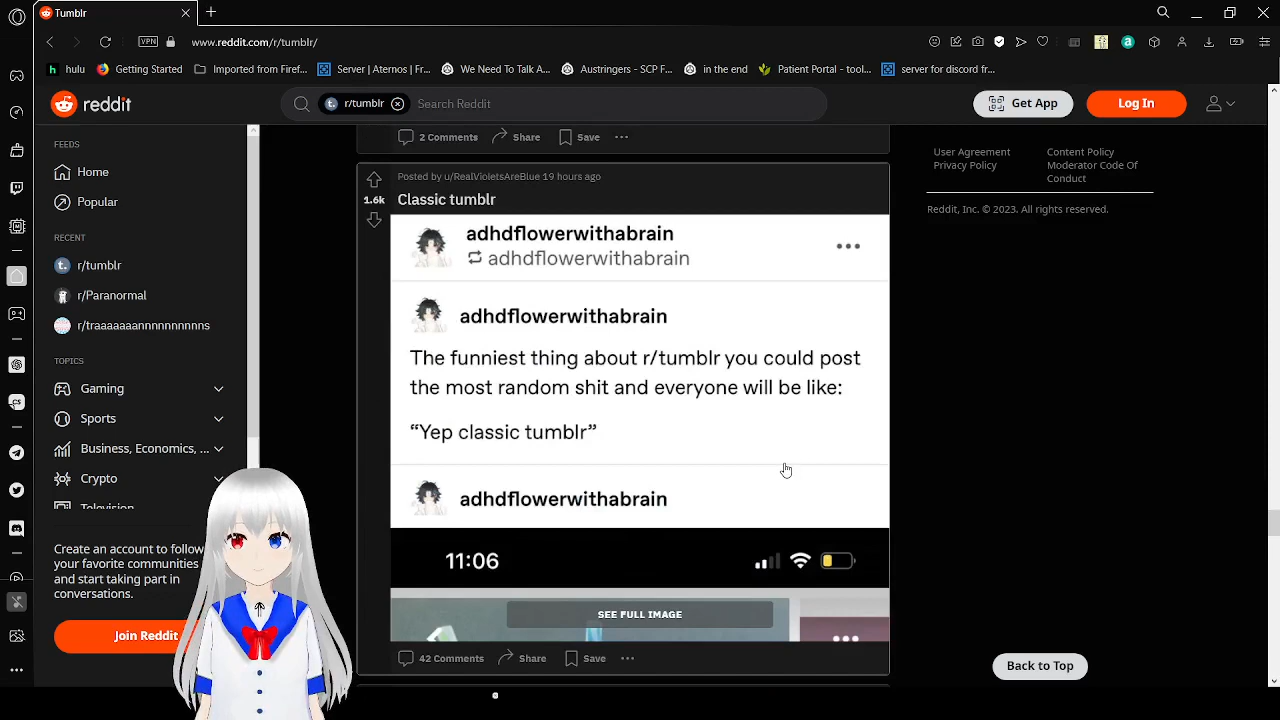 Tumblr
VPN
www.reddit.com/r/tumblr/
h hulu
Getting Started
Imported from Firef...
Server | Aternos | Fr...
We Need To Talk A...
Austringers - SCP F...
in the end
Patient Portal - tool...
server for discord fr...
reddit
r/tumblr
Search Reddit
Get App
Log In
FEEDS
Home
Popular
RECENT
r/tumblr
r/Paranormal
r/traaaaaaannnnnnnnnns
TOPICS
Gaming
Sports
Business, Economics, ...
Crypto
Television
Create an account to follow
your favorite communities
and start taking part in
conversations.
Join Reddit
2 Comments
Share
Save
Posted by u/RealVioletsAreBlue 19 hours ago
1.6k
Classic tumblr
adhdflowerwithabrain
adhdflowerwithabrain
adhdflowerwithabrain
The funniest thing about r/tumblr you could post
the most random shit and everyone will be like:
“Yep classic tumblr”
adhdflowerwithabrain
11:06
SEE FULL IMAGE
42 Comments
Share
Save
User Agreement
Privacy Policy
Content Policy
Moderator Code Of
Conduct
Reddit, Inc. © 2023. All rights reserved.
Back to Top